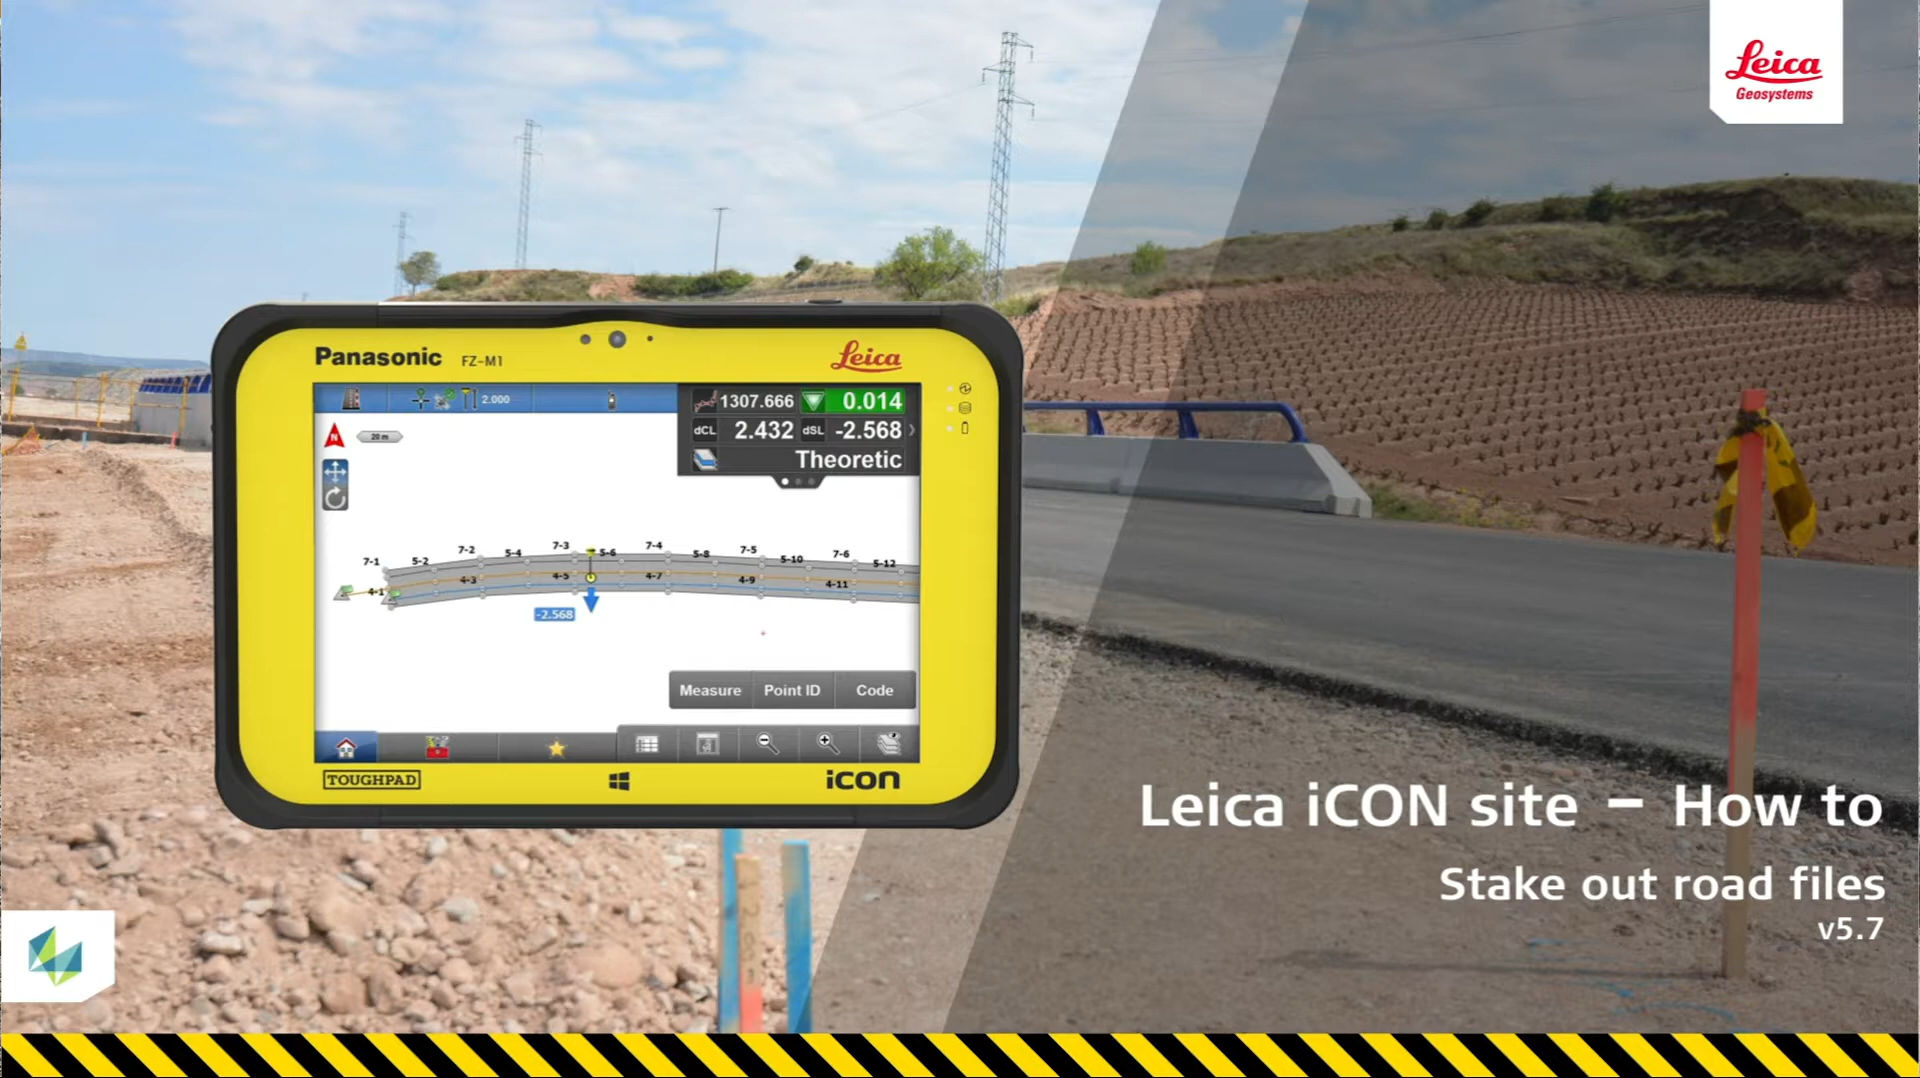 Leica
Geosystems
Panasonic FZ-M1
Leica
2.000
1307.666 0.014
dCL 2.432 dSL -2.568
Theoretic
N
20 m
7-1 5-2 7-2 5-4 7-3 5-6 7-4 5-8 7-5 5-10 7-6 5-12
4-1 4-3 4-5 4-7 4-9 4-11
-2.568
Measure Point ID Code
TOUGHPAD
iCON
Leica iCON site – How to
Stake out road files
v5.7